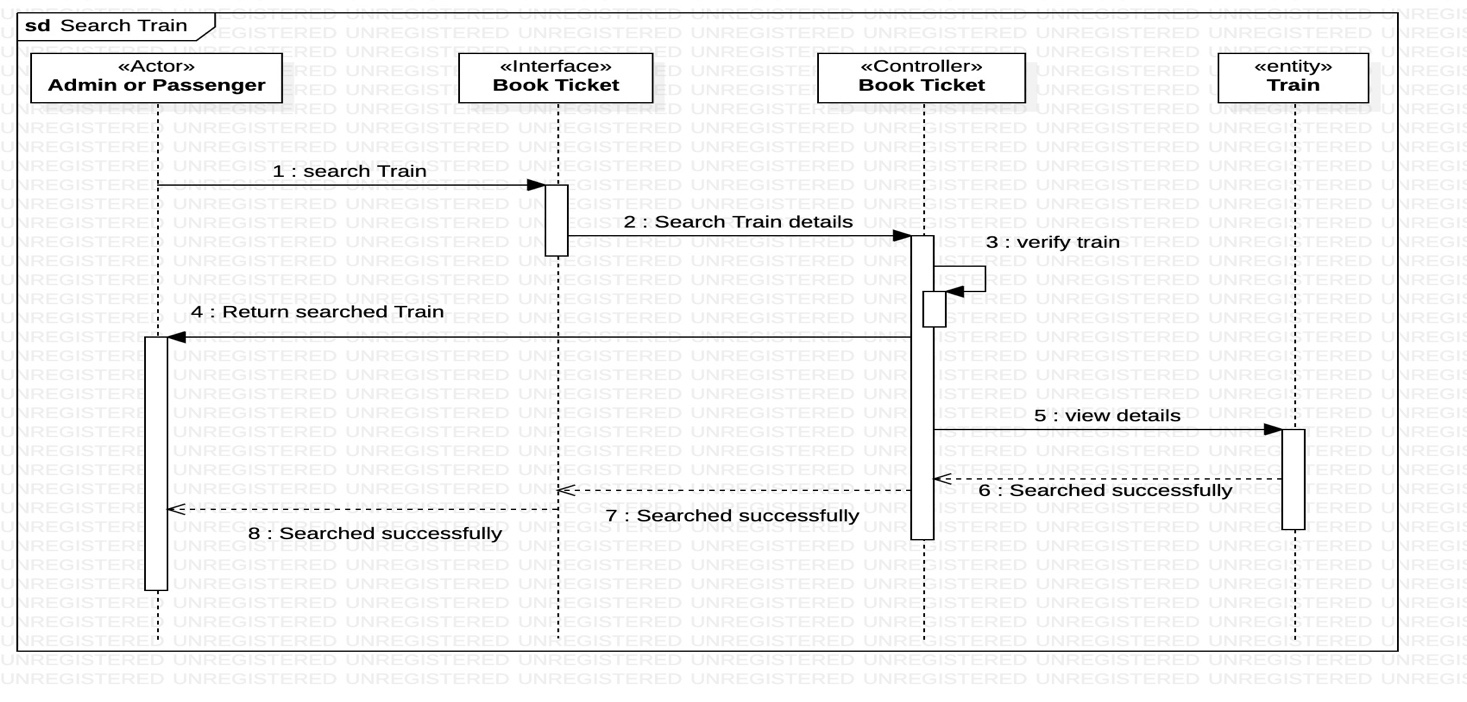 sd Search Train
«Actor»
Admin or Passenger
«Interface»
Book Ticket
«Controller»
Book Ticket
«entity»
Train
1 : search Train
2 : Search Train details
3 : verify train
4 : Return searched Train
5 : view details
6 : Searched successfully
7 : Searched successfully
8 : Searched successfully
UNREGISTERED